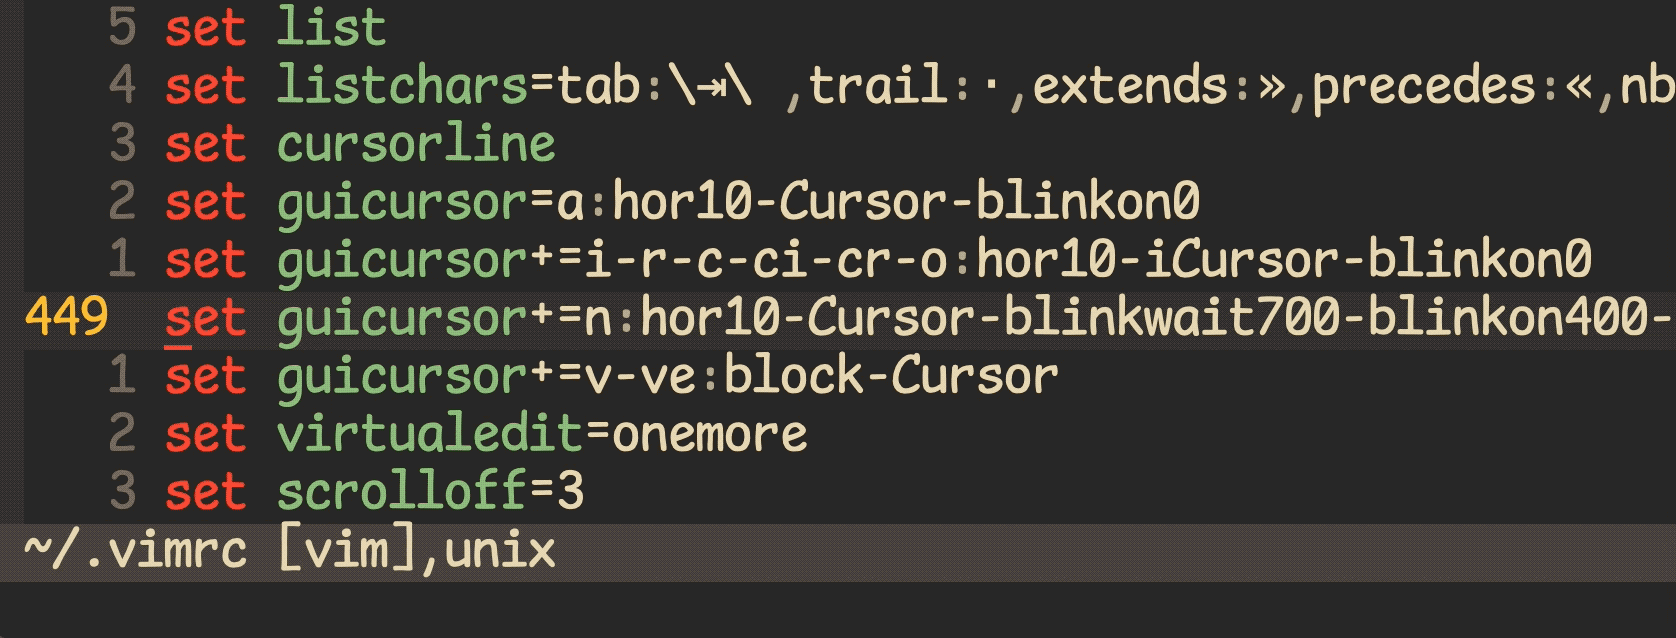 5 set list
4 set listchars=tab:\⇥\ ,trail:·,extends:»,precedes:«,nb
3 set cursorline
2 set guicursor=a:hor10-Cursor-blinkon0
1 set guicursor+=i-r-c-ci-cr-o:hor10-iCursor-blinkon0
449 set guicursor+=n:hor10-Cursor-blinkwait700-blinkon400-
1 set guicursor+=v-ve:block-Cursor
2 set virtualedit=onemore
3 set scrolloff=3
~/.vimrc [vim],unix